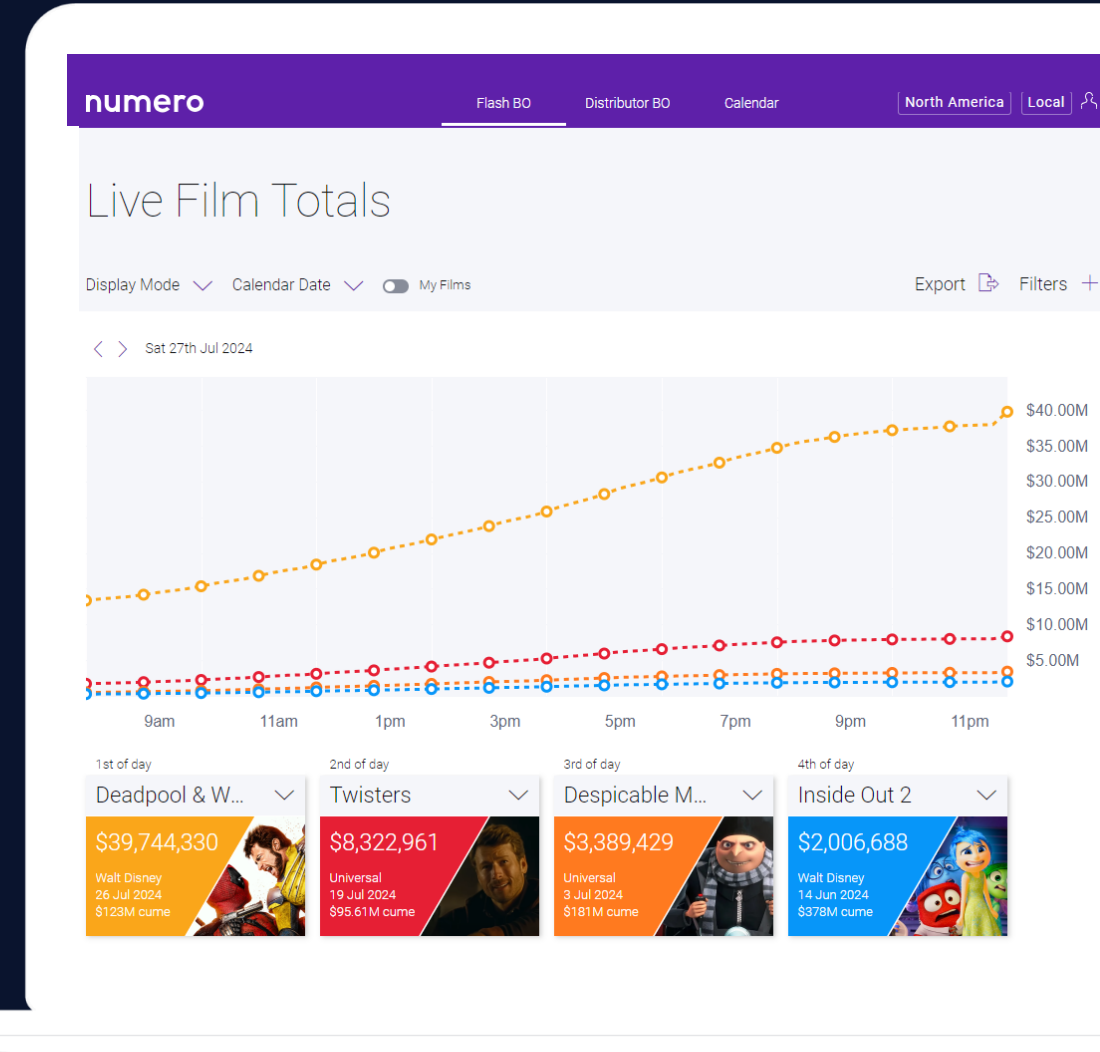 numero
Flash BO
Distributor BO
Calendar
North America
Local
Live Film Totals
Display Mode
Calendar Date
My Films
Export
Filters
Sat 27th Jul 2024
$40.00M
$35.00M
$30.00M
$25.00M
$20.00M
$15.00M
$10.00M
$5.00M
9am
11am
1pm
3pm
5pm
7pm
9pm
11pm
1st of day
Deadpool & W...
$39,744,330
Walt Disney
26 Jul 2024
$123M cume
2nd of day
Twisters
$8,322,961
Universal
19 Jul 2024
$95.61M cume
3rd of day
Despicable M...
$3,389,429
Universal
3 Jul 2024
$181M cume
4th of day
Inside Out 2
$2,006,688
Walt Disney
14 Jun 2024
$378M cume